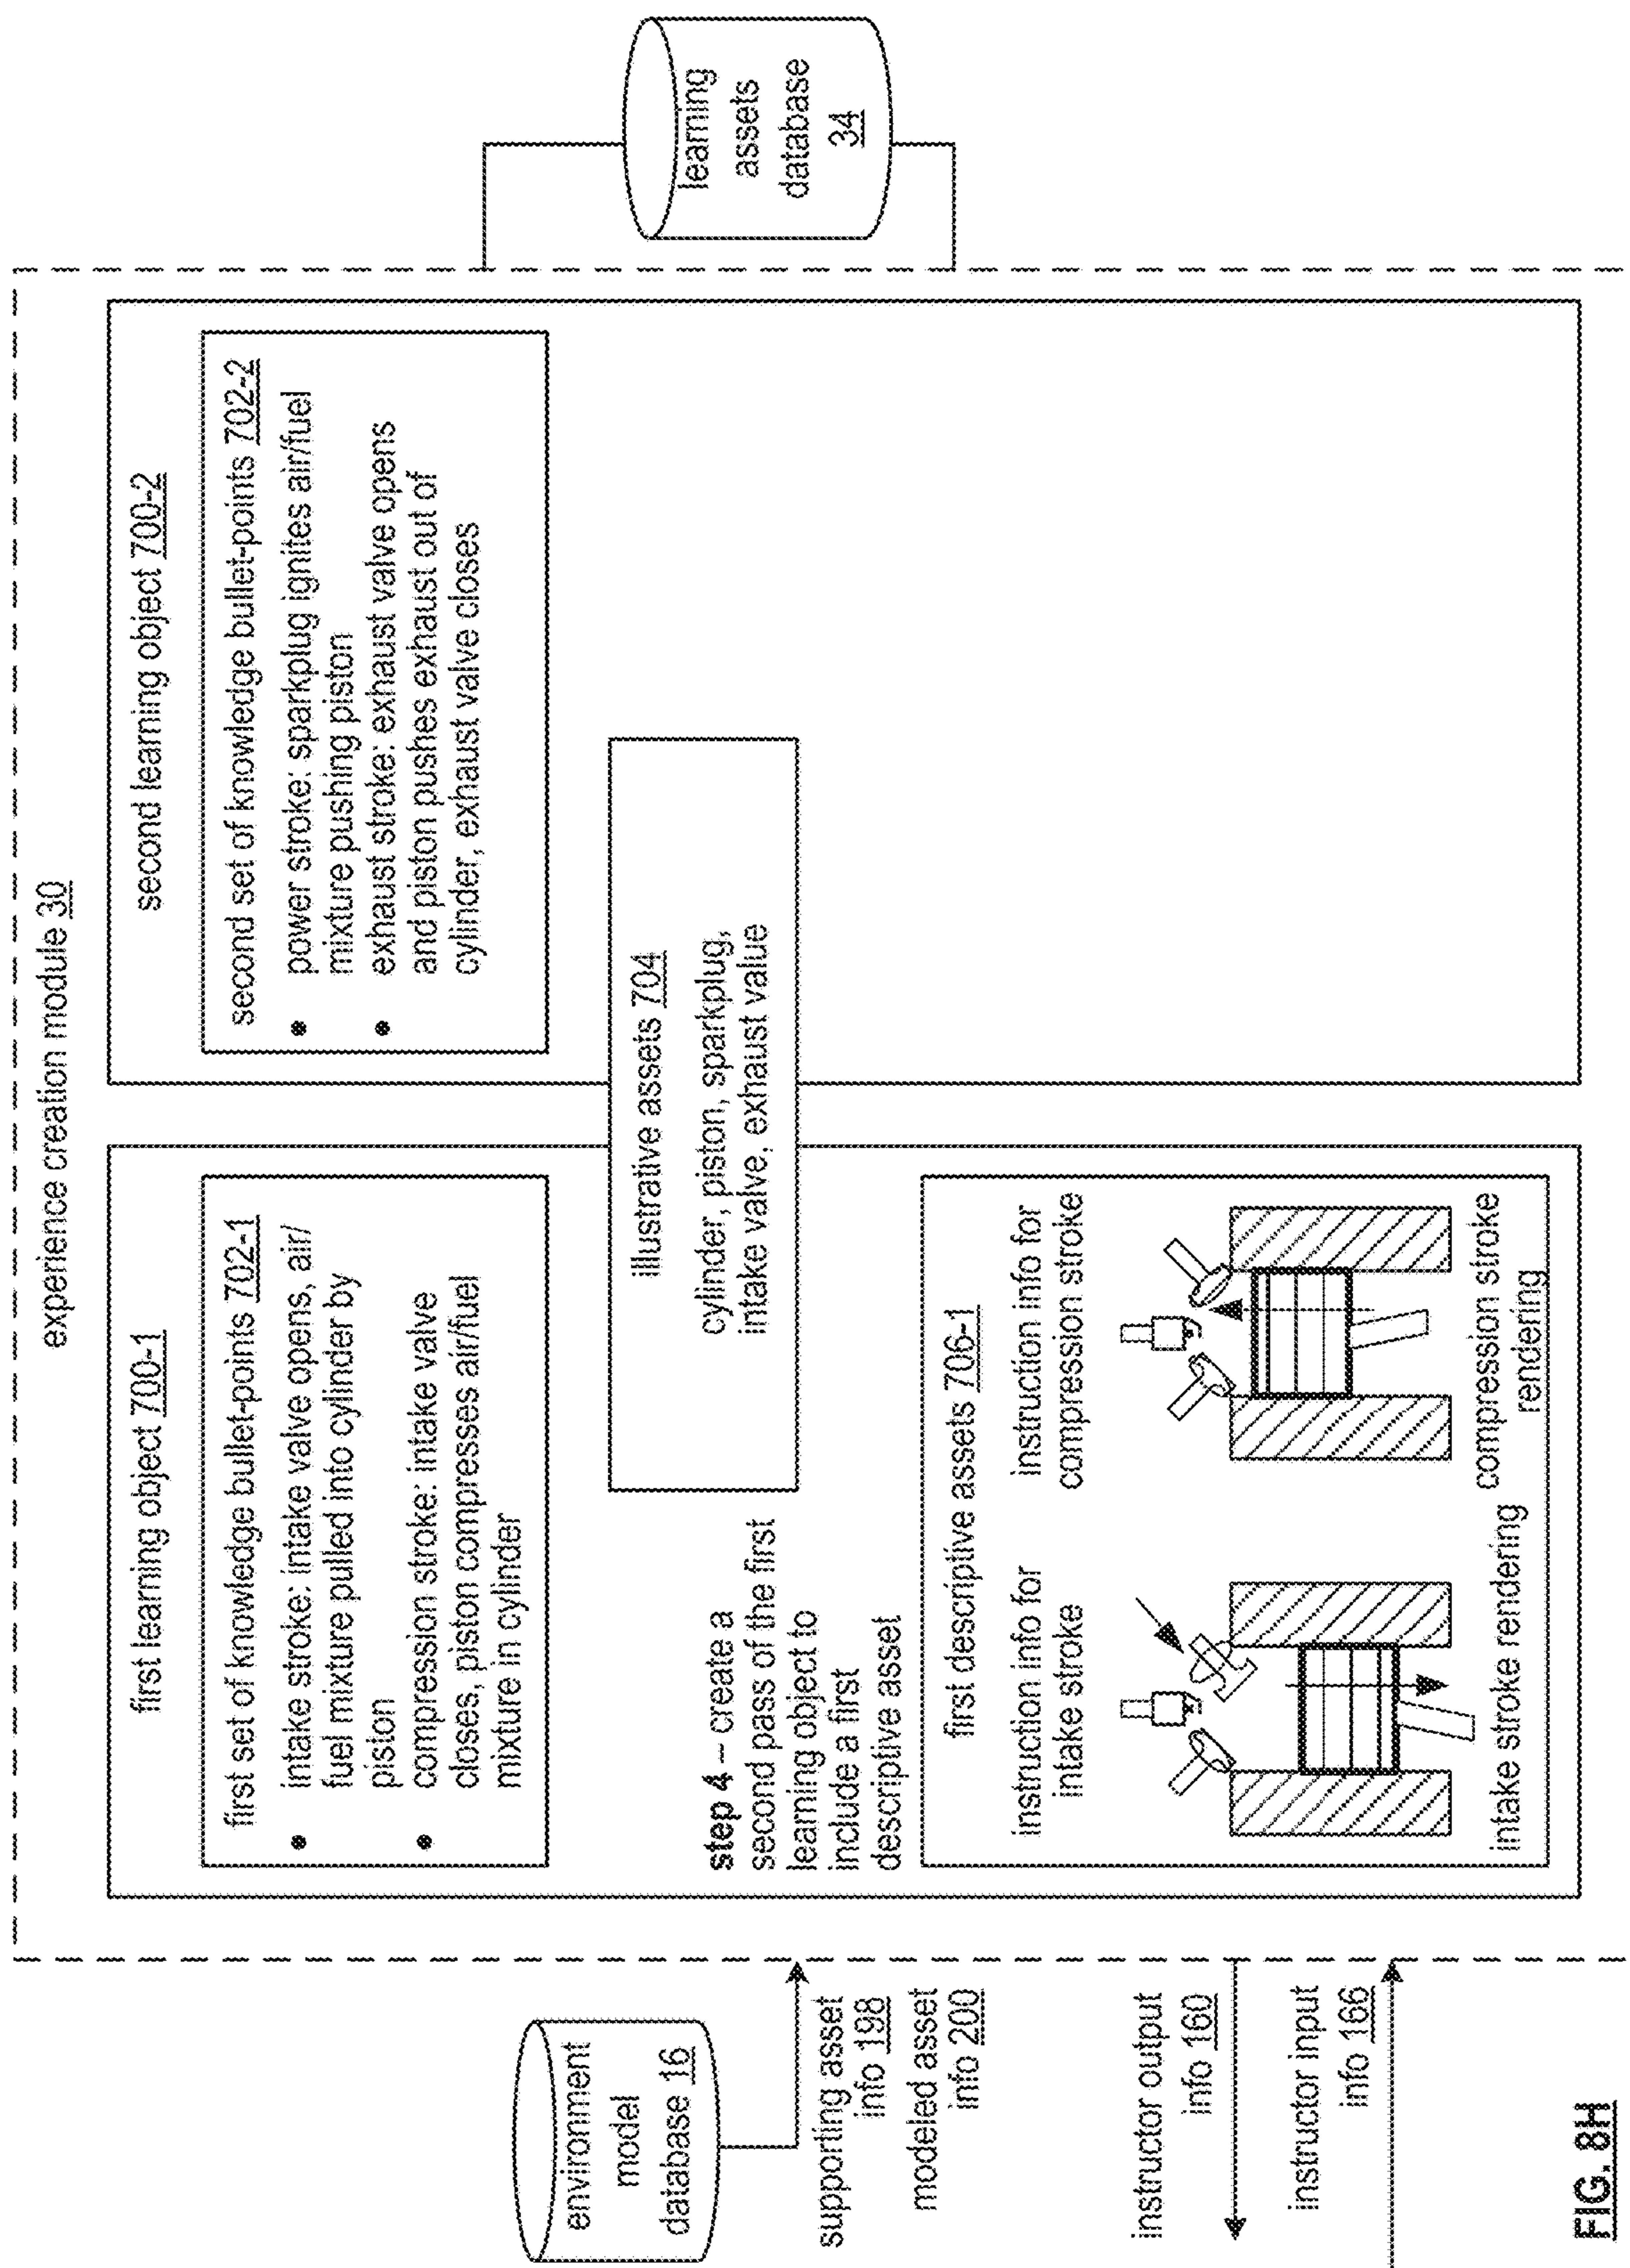 experience creation module 30
first learning object 700-1
first set of knowledge bullet-points 702-1
• intake stroke: intake valve opens, air/
fuel mixture pulled into cylinder by
piston
• compression stroke: intake valve
closes, piston compresses air/fuel
mixture in cylinder
second learning object 700-2
second set of knowledge bullet-points 702-2
• power stroke: sparkplug ignites air/fuel
mixture pushing piston
• exhaust stroke: exhaust valve opens
and piston pushes exhaust out of
cylinder, exhaust valve closes
illustrative assets 704
cylinder, piston, sparkplug,
intake valve, exhaust value
step 4 – create a
second pass of the first
learning object to
include a first
descriptive asset
first descriptive assets 706-1
instruction info for
intake stroke
instruction info for
compression stroke
intake stroke rendering
compression stroke
rendering
environment
model
database 16
supporting asset
info 198
modeled asset
info 200
instructor output
info 160
instructor input
info 166
learning
assets
database
34
FIG. 8H